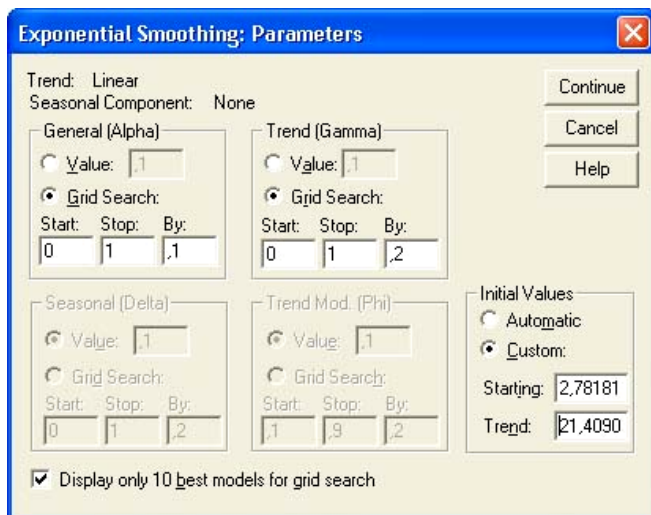 Exponential Smoothing: Parameters
Trend: Linear
Seasonal Component: None
Continue
Cancel
Help
General (Alpha)
Value: ,1
Grid Search:
Start: Stop: By:
0 1 ,1
Trend (Gamma)
Value: ,1
Grid Search:
Start: Stop: By:
0 1 ,2
Seasonal (Delta)
Value: ,1
Grid Search:
Start: Stop: By:
0 1 ,2
Trend Mod. (Phi)
Value: ,1
Grid Search:
Start: Stop: By:
,1 ,9 ,2
Initial Values
Automatic
Custom:
Starting: 2,78181
Trend: 21,4090
Display only 10 best models for grid search